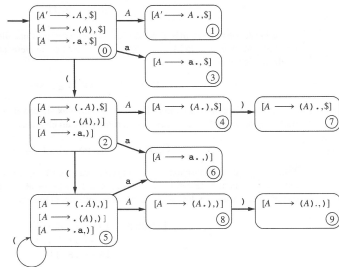 [A' ⟶ .A,$]
[A ⟶ .(A),$]
[A ⟶ .a,$]
0
A
[A' ⟶ A.,$]
1
a
[A ⟶ a.,$]
3
(
[A ⟶ (.A),$]
[A ⟶ .(A),)]
[A ⟶ .a,)]
2
A
[A ⟶ (A.),$]
4
)
[A ⟶ (A).,$]
7
a
[A ⟶ a.,)]
6
(
a
[A ⟶ (.A),)]
[A ⟶ .(A),)]
[A ⟶ .a,)]
5
(
A
[A ⟶ (A.),)]
8
)
[A ⟶ (A).,)]
9